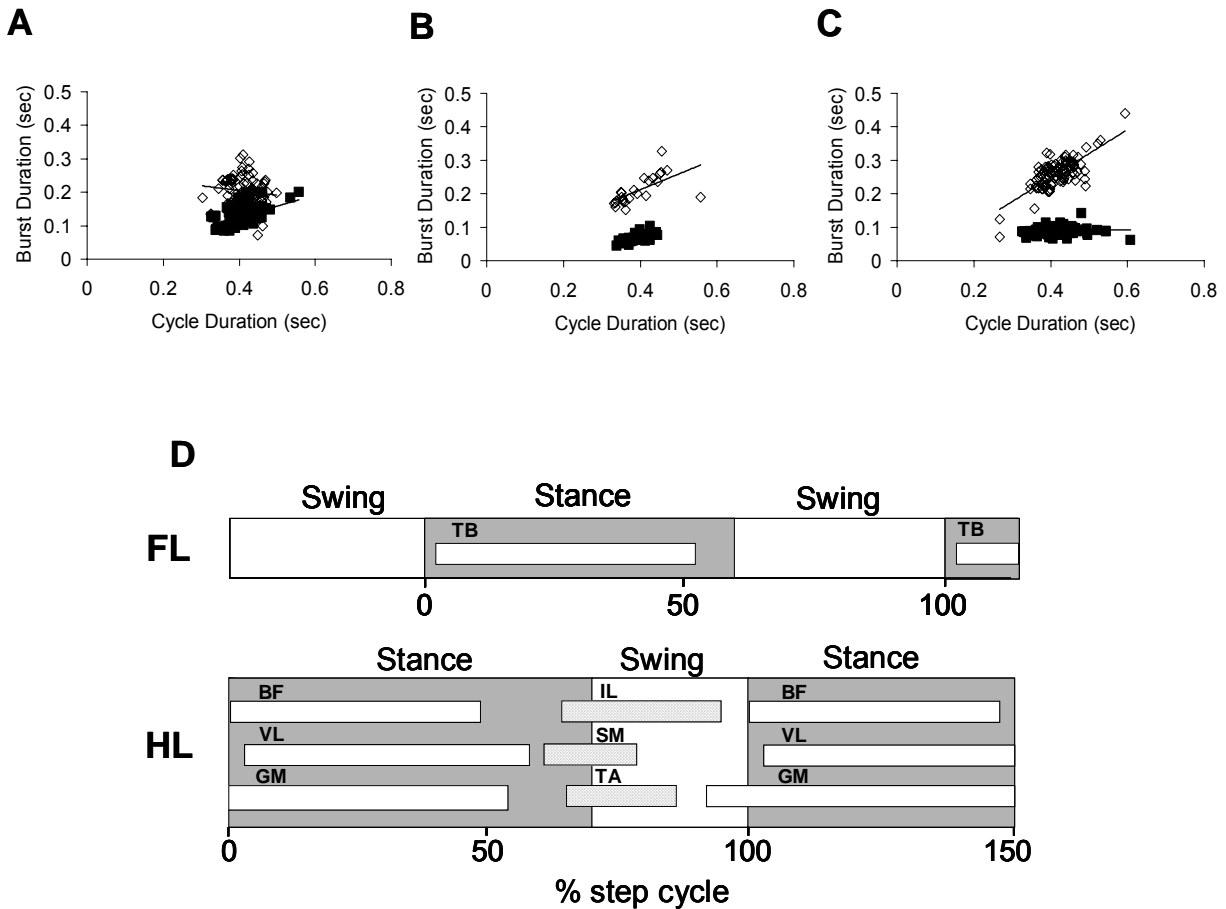 A
B
C
Burst Duration (sec)
0.5
0.4
0.3
0.2
0.1
0
0 0.2 0.4 0.6 0.8
Cycle Duration (sec)
Burst Duration (sec)
0.5
0.4
0.3
0.2
0.1
0
0 0.2 0.4 0.6 0.8
Cycle Duration (sec)
Burst Duration (sec)
0.5
0.4
0.3
0.2
0.1
0
0 0.2 0.4 0.6 0.8
Cycle Duration (sec)
D
Swing Stance Swing
FL
TB TB
0 50 100
Stance Swing Stance
HL
BF IL BF
VL SM VL
GM TA GM
0 50 100 150
% step cycle